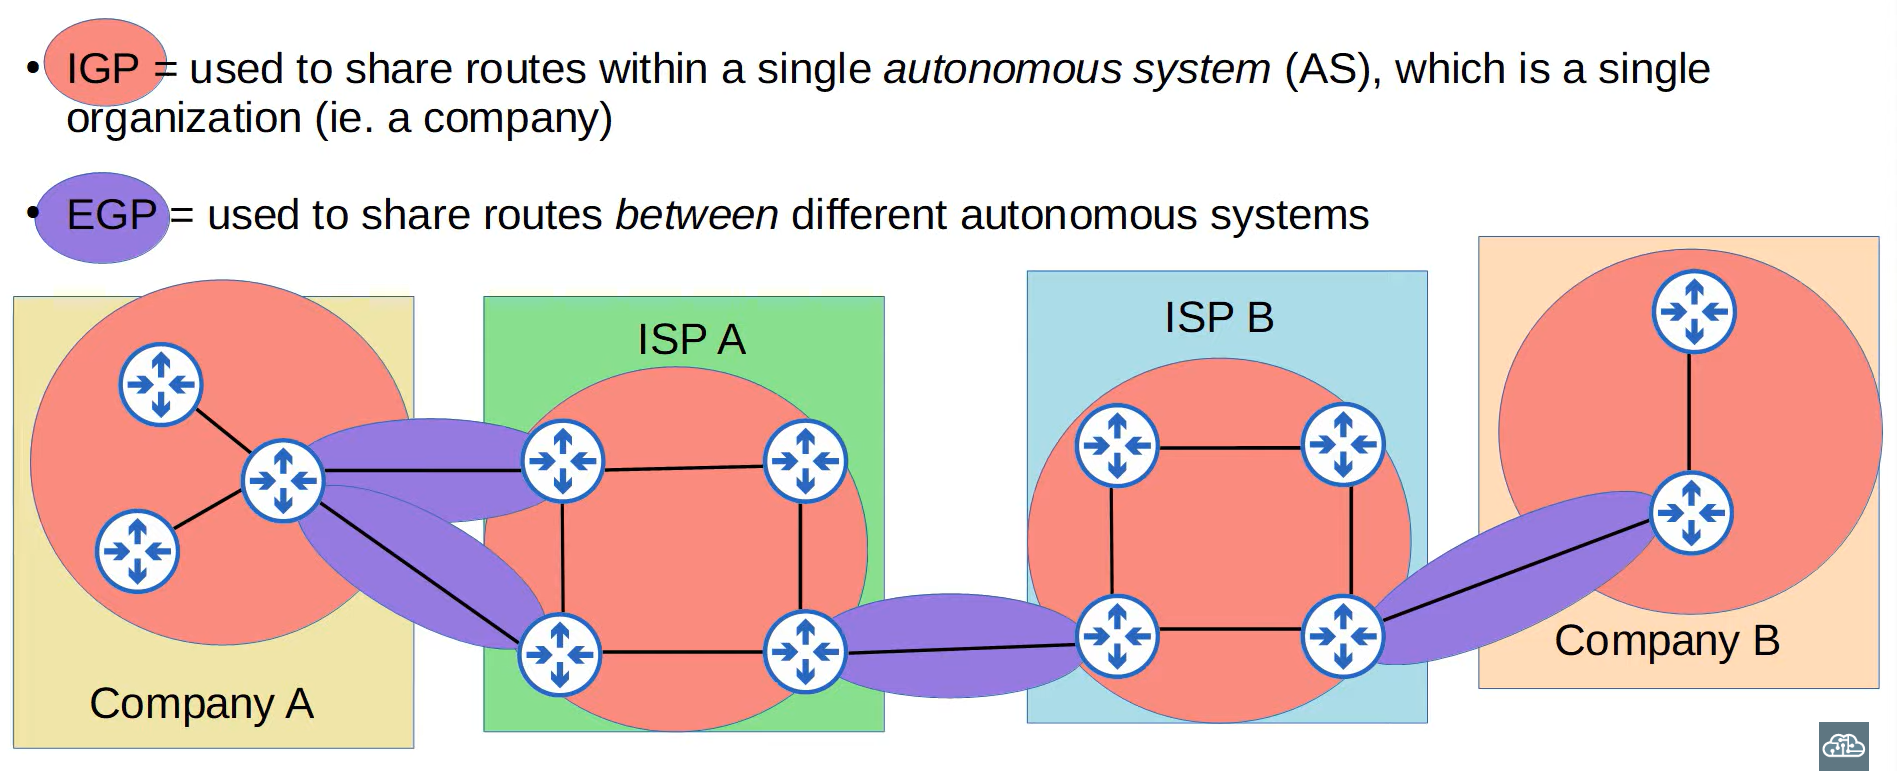 • IGP = used to share routes within a single autonomous system (AS), which is a single
organization (ie. a company)
• EGP = used to share routes between different autonomous systems
ISP A
ISP B
Company A
Company B